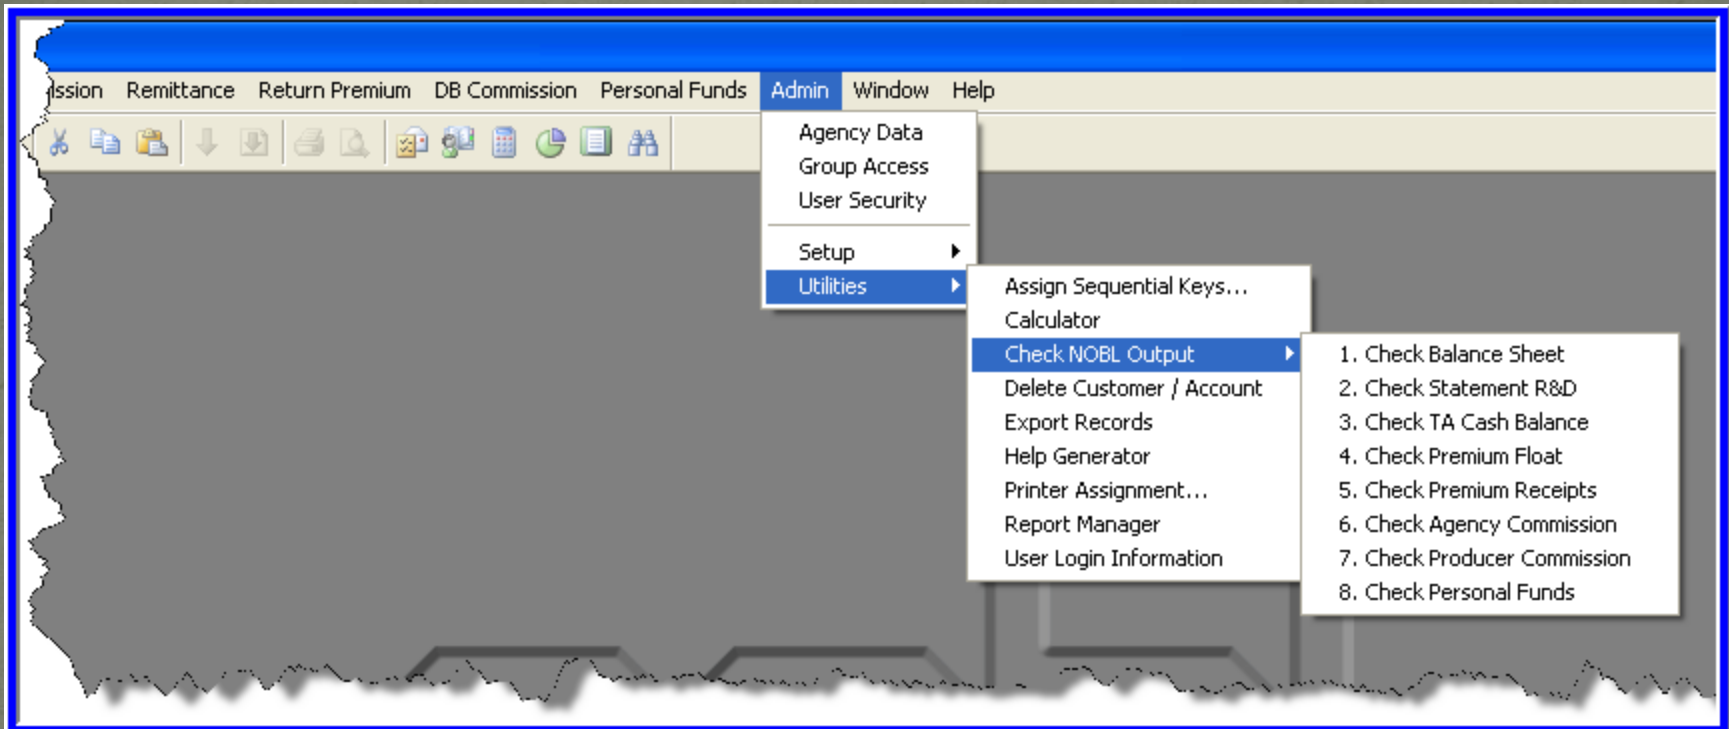 ission Remittance Return Premium DB Commission Personal Funds Admin Window Help
Agency Data
Group Access
User Security
Setup
Utilities
Assign Sequential Keys...
Calculator
Check NOBL Output
Delete Customer / Account
Export Records
Help Generator
Printer Assignment...
Report Manager
User Login Information
1. Check Balance Sheet
2. Check Statement R&D
3. Check TA Cash Balance
4. Check Premium Float
5. Check Premium Receipts
6. Check Agency Commission
7. Check Producer Commission
8. Check Personal Funds